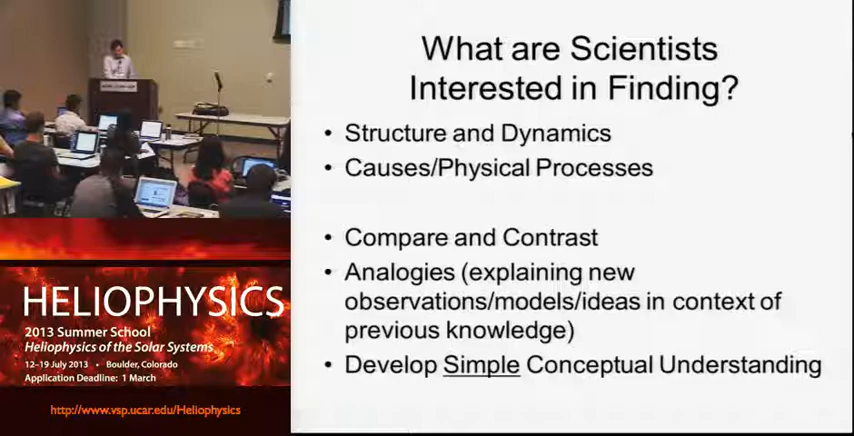 What are Scientists
Interested in Finding?
• Structure and Dynamics
• Causes/Physical Processes
• Compare and Contrast
• Analogies (explaining new
observations/models/ideas in context of
previous knowledge)
• Develop Simple Conceptual Understanding
HELIOPHYSICS
2013 Summer School
Heliophysics of the Solar Systems
12–19 July 2013 • Boulder, Colorado
Application Deadline: 1 March
http://www.vsp.ucar.edu/Heliophysics